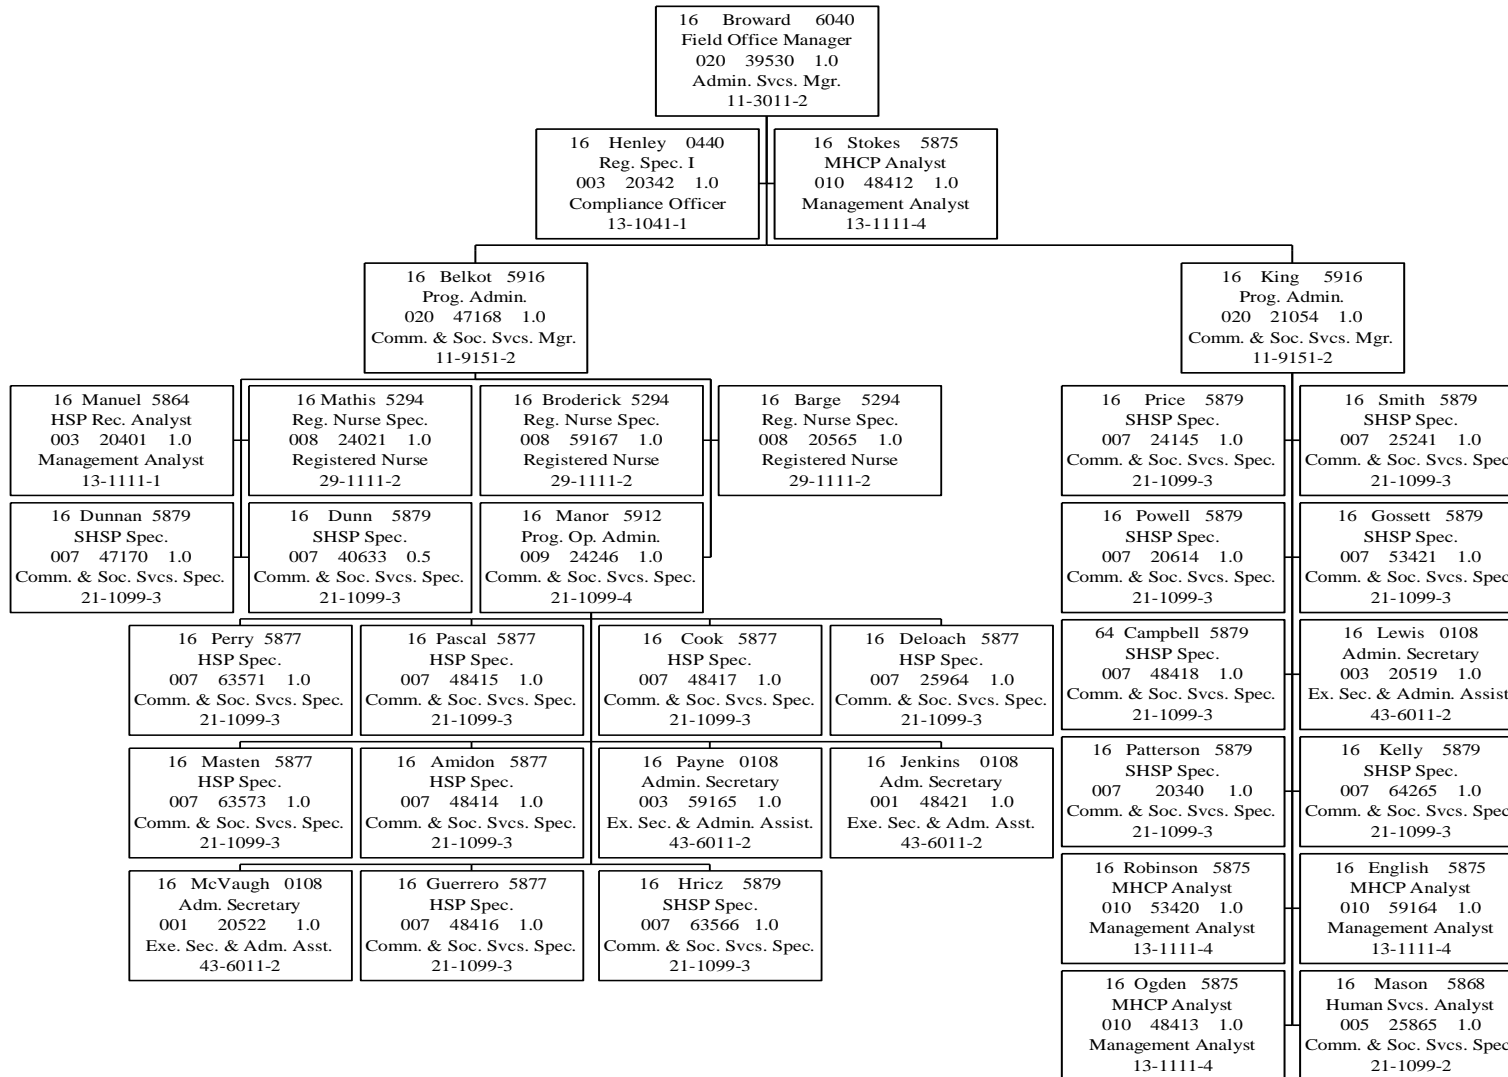 16 Broward 6040
Field Office Manager
020 39530 1.0
Admin. Svcs. Mgr.
11-3011-2
16 Henley 0440
Reg. Spec. I
003 20342 1.0
Compliance Officer
13-1041-1
16 Stokes 5875
MHCP Analyst
010 48412 1.0
Management Analyst
13-1111-4
16 Belkot 5916
Prog. Admin.
020 47168 1.0
Comm. & Soc. Svcs. Mgr.
11-9151-2
16 King 5916
Prog. Admin.
020 21054 1.0
Comm. & Soc. Svcs. Mgr.
11-9151-2
16 Manuel 5864
HSP Rec. Analyst
003 20401 1.0
Management Analyst
13-1111-1
16 Mathis 5294
Reg. Nurse Spec.
008 24021 1.0
Registered Nurse
29-1111-2
16 Broderick 5294
Reg. Nurse Spec.
008 59167 1.0
Registered Nurse
29-1111-2
16 Barge 5294
Reg. Nurse Spec.
008 20565 1.0
Registered Nurse
29-1111-2
16 Price 5879
SHSP Spec.
007 24145 1.0
Comm. & Soc. Svcs. Spec.
21-1099-3
16 Smith 5879
SHSP Spec.
007 25241 1.0
Comm. & Soc. Svcs. Spec
21-1099-3
16 Dunnan 5879
SHSP Spec.
007 47170 1.0
Comm. & Soc. Svcs. Spec.
21-1099-3
16 Dunn 5879
SHSP Spec.
007 40633 0.5
Comm. & Soc. Svcs. Spec.
21-1099-3
16 Manor 5912
Prog. Op. Admin.
009 24246 1.0
Comm. & Soc. Svcs. Spec.
21-1099-4
16 Powell 5879
SHSP Spec.
007 20614 1.0
Comm. & Soc. Svcs. Spec.
21-1099-3
16 Gossett 5879
SHSP Spec.
007 53421 1.0
Comm. & Soc. Svcs. Spec
21-1099-3
16 Perry 5877
HSP Spec.
007 63571 1.0
Comm. & Soc. Svcs. Spec.
21-1099-3
16 Pascal 5877
HSP Spec.
007 48415 1.0
Comm. & Soc. Svcs. Spec.
21-1099-3
16 Cook 5877
HSP Spec.
007 48417 1.0
Comm. & Soc. Svcs. Spec.
21-1099-3
16 Deloach 5877
HSP Spec.
007 25964 1.0
Comm. & Soc. Svcs. Spec.
21-1099-3
64 Campbell 5879
SHSP Spec.
007 48418 1.0
Comm. & Soc. Svcs. Spec.
21-1099-3
16 Lewis 0108
Admin. Secretary
003 20519 1.0
Ex. Sec. & Admin. Assist
43-6011-2
16 Masten 5877
HSP Spec.
007 63573 1.0
Comm. & Soc. Svcs. Spec.
21-1099-3
16 Amidon 5877
HSP Spec.
007 48414 1.0
Comm. & Soc. Svcs. Spec.
21-1099-3
16 Payne 0108
Admin. Secretary
003 59165 1.0
Ex. Sec. & Admin. Assist.
43-6011-2
16 Jenkins 0108
Adm. Secretary
001 48421 1.0
Exe. Sec. & Adm. Asst.
43-6011-2
16 Patterson 5879
SHSP Spec.
007 20340 1.0
Comm. & Soc. Svcs. Spec.
21-1099-3
16 Kelly 5879
SHSP Spec.
007 64265 1.0
Comm. & Soc. Svcs. Spec
21-1099-3
16 McVaugh 0108
Adm. Secretary
001 20522 1.0
Exe. Sec. & Adm. Asst.
43-6011-2
16 Guerrero 5877
HSP Spec.
007 48416 1.0
Comm. & Soc. Svcs. Spec.
21-1099-3
16 Hricz 5879
SHSP Spec.
007 63566 1.0
Comm. & Soc. Svcs. Spec.
21-1099-3
16 Robinson 5875
MHCP Analyst
010 53420 1.0
Management Analyst
13-1111-4
16 English 5875
MHCP Analyst
010 59164 1.0
Management Analyst
13-1111-4
16 Ogden 5875
MHCP Analyst
010 48413 1.0
Management Analyst
13-1111-4
16 Mason 5868
Human Svcs. Analyst
005 25865 1.0
Comm. & Soc. Svcs. Spec
21-1099-2